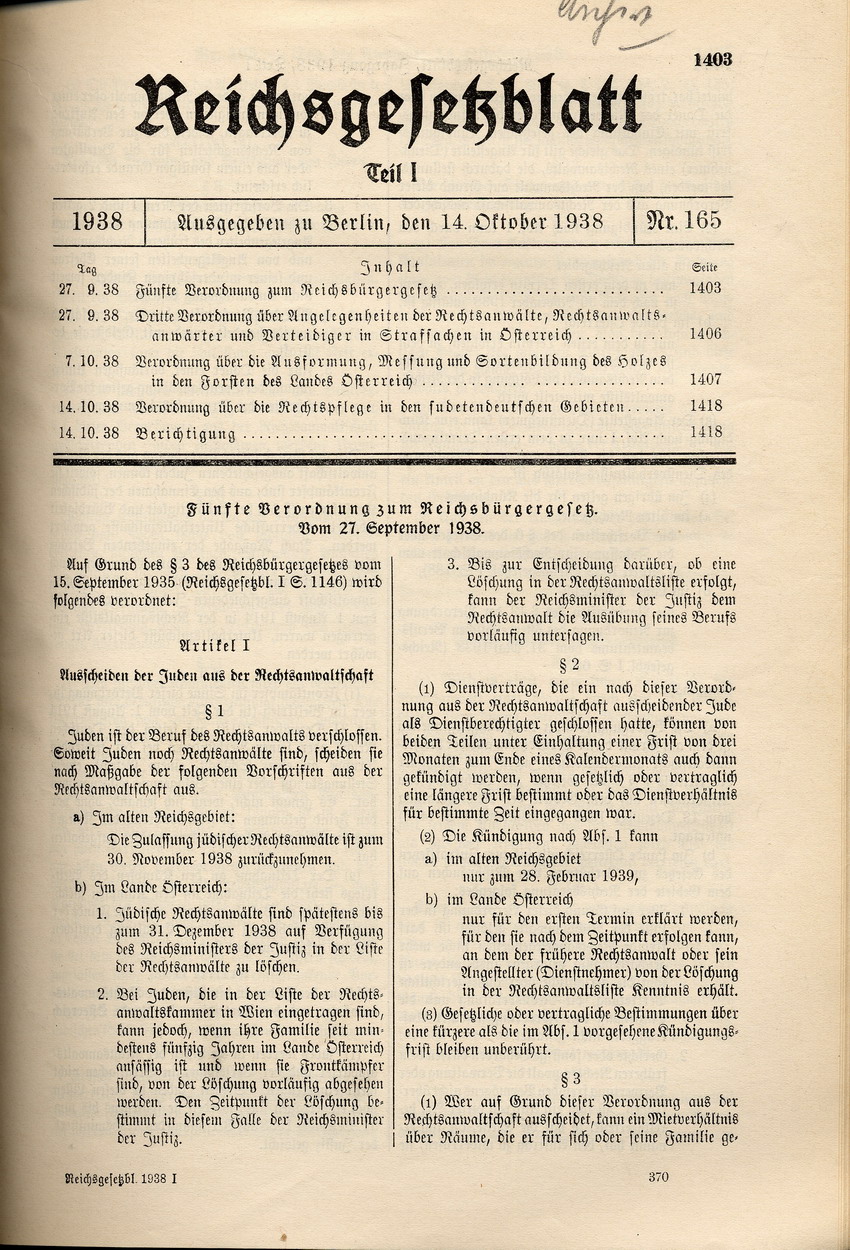 1403
Reichsgesetzblatt
Teil I
1938 Ausgegeben zu Berlin, den 14. Oktober 1938 Nr. 165
Tag Inhalt Seite
27. 9. 38 Fünfte Verordnung zum Reichsbürgergesetz ......................... 1403
27. 9. 38 Dritte Verordnung über Angelegenheiten der Rechtsanwälte, Rechtsanwalts-
anwärter und Verteidiger in Strafsachen in Österreich ........... 1406
7. 10. 38 Verordnung über die Ausformung, Messung und Sortenbildung des Holzes
in den Forsten des Landes Österreich ............................ 1407
14. 10. 38 Verordnung über die Rechtspflege in den sudetendeutschen Gebieten..... 1418
14. 10. 38 Berichtigung ................................................ 1418
Fünfte Verordnung zum Reichsbürgergesetz.
Vom 27. September 1938.
Auf Grund des § 3 des Reichsbürgergesetzes vom
15. September 1935 (Reichsgesetzbl. I S. 1146) wird
folgendes verordnet:
Artikel I
Ausscheiden der Juden aus der Rechtsanwaltschaft
§ 1
Juden ist der Beruf des Rechtsanwalts verschlossen.
Soweit Juden noch Rechtsanwälte sind, scheiden sie
nach Maßgabe der folgenden Vorschriften aus der
Rechtsanwaltschaft aus.
a) Im alten Reichsgebiet:
Die Zulassung jüdischer Rechtsanwälte ist zum
30. November 1938 zurückzunehmen.
b) Im Lande Österreich:
1. Jüdische Rechtsanwälte sind spätestens bis
zum 31. Dezember 1938 auf Verfügung
des Reichsministers der Justiz in der Liste
der Rechtsanwälte zu löschen.
2. Bei Juden, die in der Liste der Rechts-
anwaltskammer in Wien eingetragen sind,
kann jedoch, wenn ihre Familie seit min-
destens fünfzig Jahren im Lande Österreich
ansässig ist und wenn sie Frontkämpfer
sind, von der Löschung vorläufig abgesehen
werden. Den Zeitpunkt der Löschung be-
stimmt in diesem Falle der Reichsminister
der Justiz.
3. Bis zur Entscheidung darüber, ob eine
Löschung in der Rechtsanwaltsliste erfolgt,
kann der Reichsminister der Justiz dem
Rechtsanwalt die Ausübung seines Berufs
vorläufig untersagen.
§ 2
(1) Dienstverträge, die ein nach dieser Verord-
nung aus der Rechtsanwaltschaft ausscheidender Jude
als Dienstberechtigter geschlossen hatte, können von
beiden Teilen unter Einhaltung einer Frist von drei
Monaten zum Ende eines Kalendermonats auch dann
gekündigt werden, wenn gesetzlich oder vertraglich
eine längere Frist bestimmt oder das Dienstverhältnis
für bestimmte Zeit eingegangen war.
(2) Die Kündigung nach Abs. 1 kann
a) im alten Reichsgebiet
nur zum 28. Februar 1939,
b) im Lande Österreich
nur für den ersten Termin erklärt werden,
für den sie nach dem Zeitpunkt erfolgen kann,
an dem der frühere Rechtsanwalt oder sein
Angestellter (Dienstnehmer) von der Löschung
in der Rechtsanwaltsliste Kenntnis erhält.
(3) Gesetzliche oder vertragliche Bestimmungen über
eine kürzere als die im Abs. 1 vorgesehene Kündigungs-
frist bleiben unberührt.
§ 3
(1) Wer auf Grund dieser Verordnung aus der
Rechtsanwaltschaft ausscheidet, kann ein Mietverhältnis
über Räume, die er für sich oder seine Familie ge-
Reichsgesetzbl. 1938 I 370